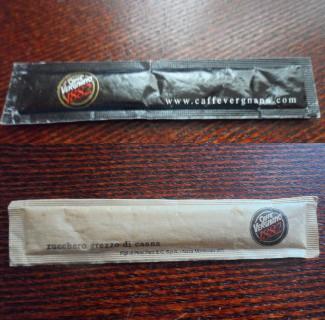 Caffè
Vergnano
1882
www.caffevergnano.com
zucchero grezzo di canna
Caffè
Vergnano
1882